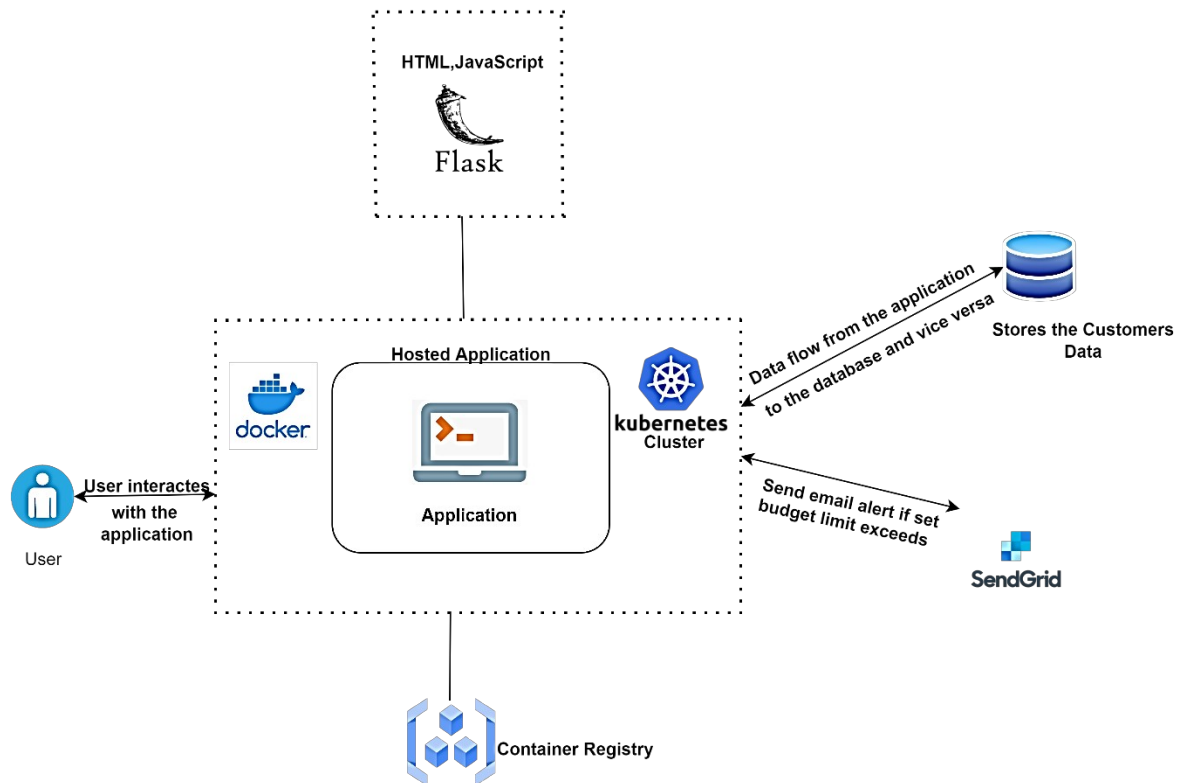 HTML,JavaScript
Flask
Hosted Application
docker
kubernetes
Cluster
Application
User interactes
with the
application
User
Data flow from the application
to the database and vice versa
Stores the Customers
Data
Send email alert if set
budget limit exceeds
SendGrid
Container Registry